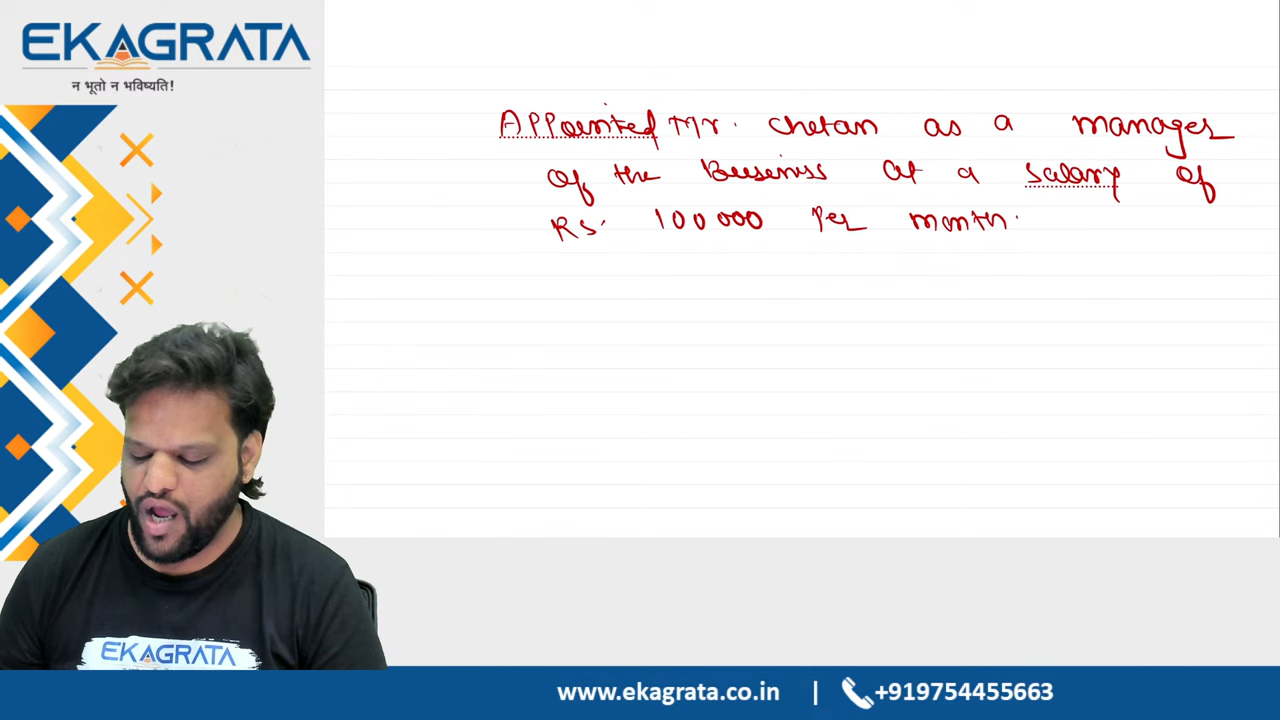 EKAGRATA
न भूतो न भविष्यति!
Appointed Mr. chetan as a manager
of the Business at a salary of
Rs. 100000 Per month.
EKAGRATA
www.ekagrata.co.in | +919754455663